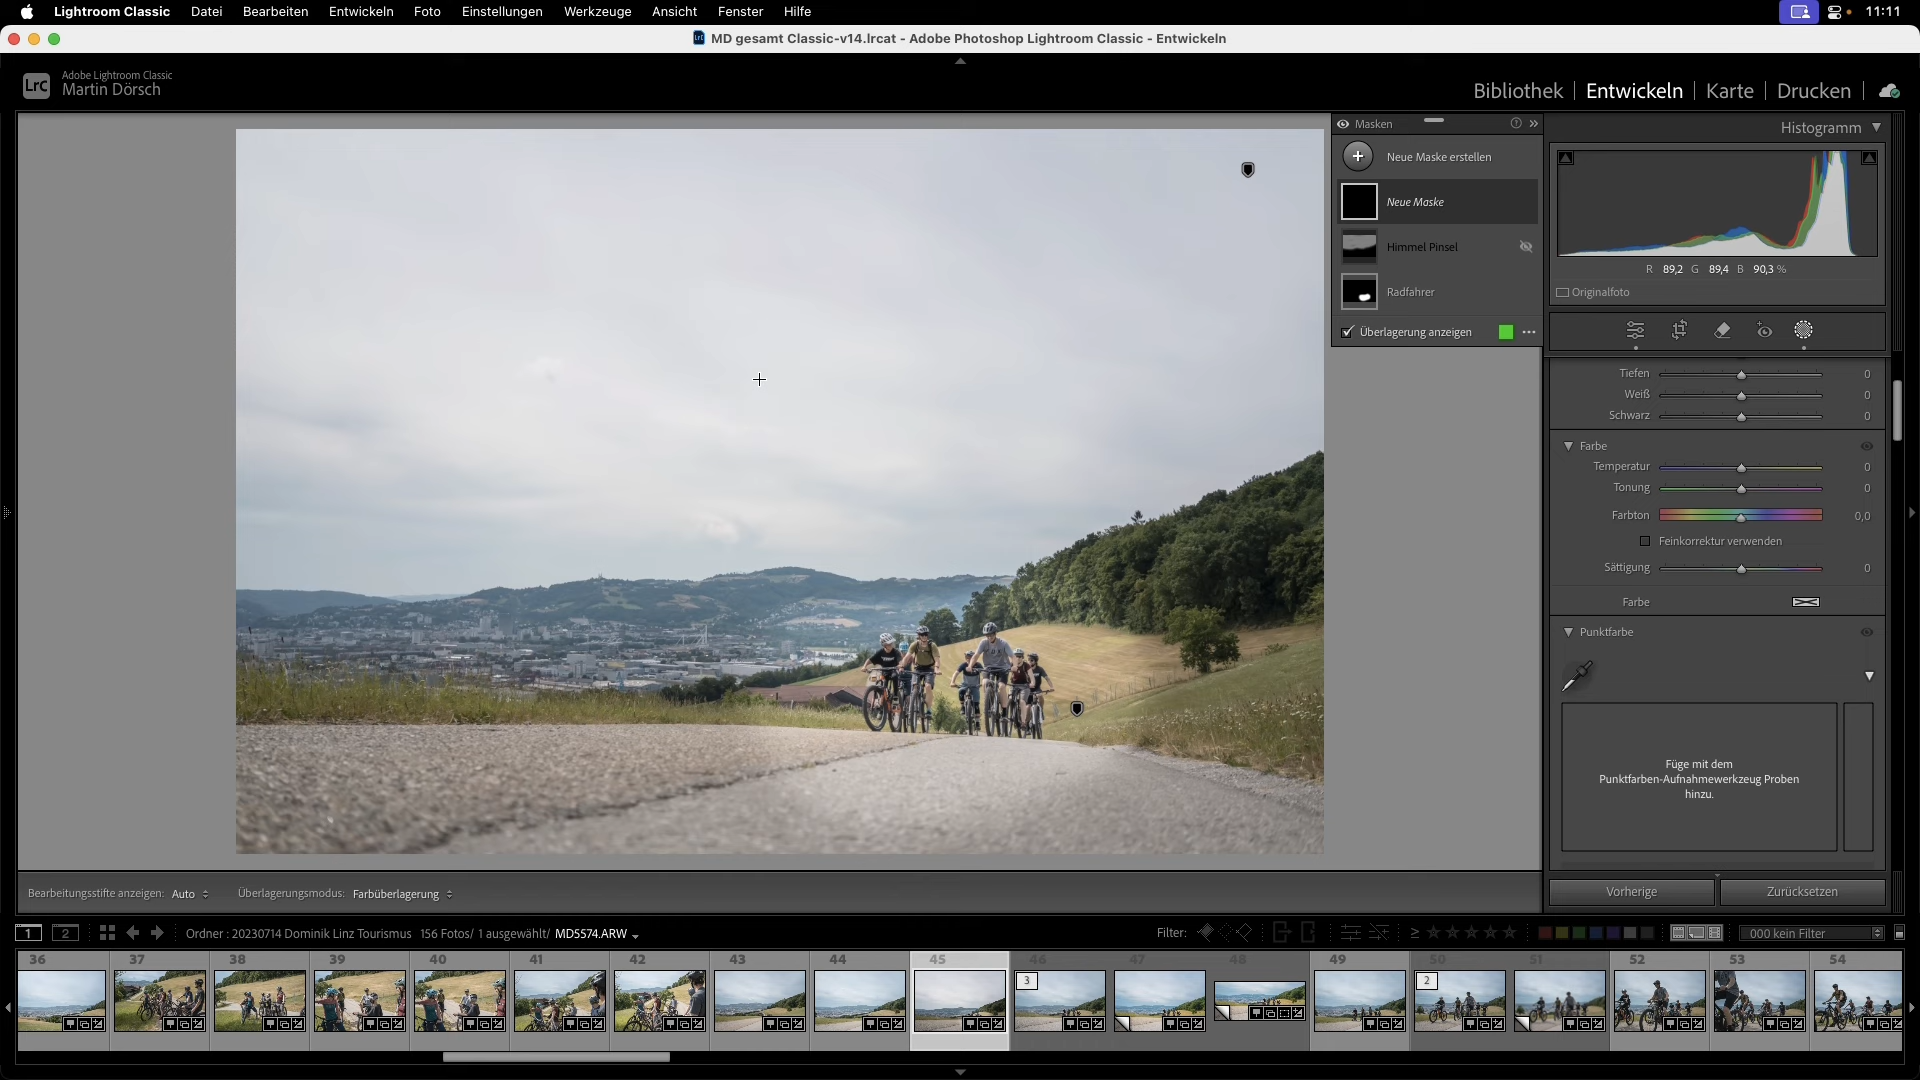 Lightroom Classic Datei Bearbeiten Entwickeln Foto Einstellungen Werkzeuge Ansicht Fenster Hilfe 11:11
MD gesamt Classic-v14.lrcat - Adobe Photoshop Lightroom Classic - Entwickeln
LrC Adobe Lightroom Classic
Martin Dörsch
Bibliothek | Entwickeln | Karte | Drucken
Masken
Neue Maske erstellen
Neue Maske
Himmel Pinsel
Radfahrer
Überlagerung anzeigen
Histogramm
R 89,2 G 89,4 B 90,3 %
Originalfoto
Tiefen 0
Weiß 0
Schwarz 0
Farbe
Temperatur 0
Tonung 0
Farbton 0,0
Feinkorrektur verwenden
Sättigung 0
Farbe
Punktfarbe
Füge mit dem
Punktfarben-Aufnahmewerkzeug Proben
hinzu.
Vorherige Zurücksetzen
Bearbeitungsstifte anzeigen: Auto Überlagerungsmodus: Farbüberlagerung
1 2 Ordner : 20230714 Dominik Linz Tourismus 156 Fotos/ 1 ausgewählt/ MD5574.ARW Filter: ≥ 000 kein Filter
36 37 38 39 40 41 42 43 44 45 46 47 48 49 50 51 52 53 54
3 2